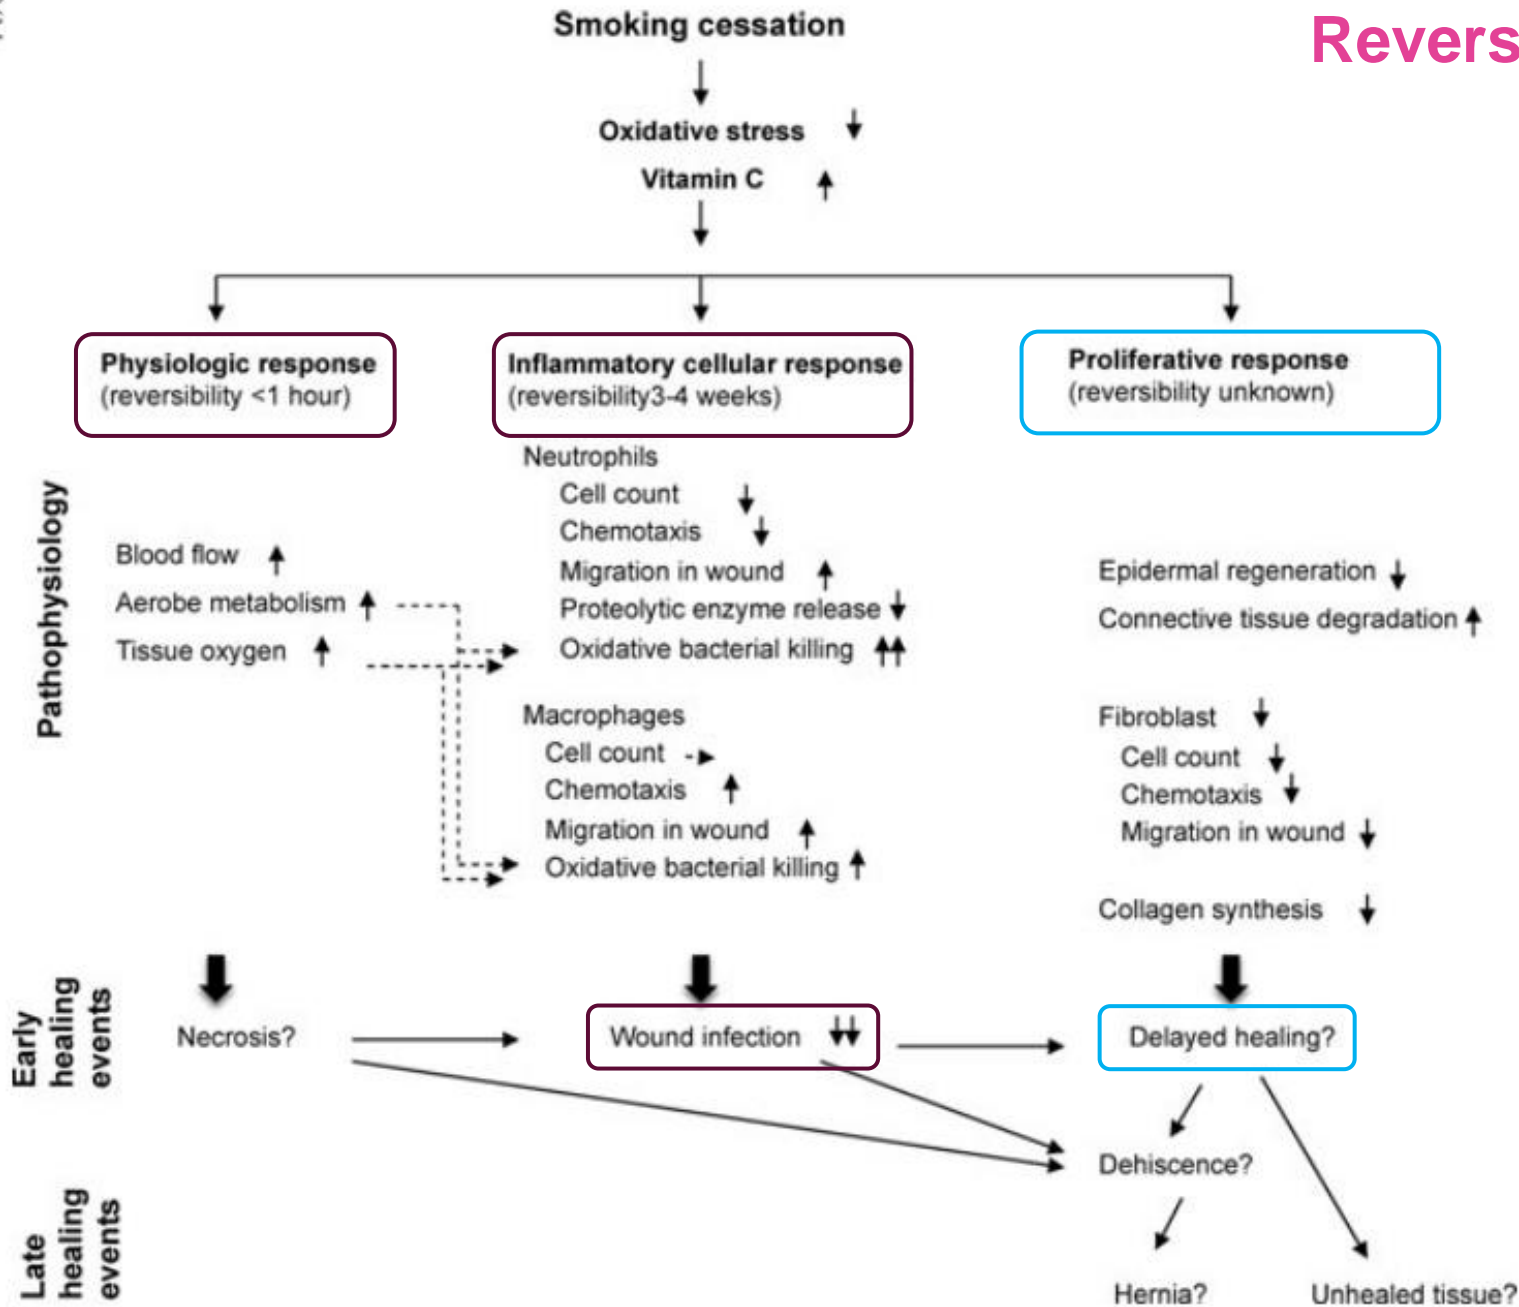 Smoking cessation
Revers
Oxidative stress
Vitamin C
Physiologic response
(reversibility <1 hour)
Inflammatory cellular response
(reversibility3-4 weeks)
Proliferative response
(reversibility unknown)
Pathophysiology
Blood flow
Aerobe metabolism
Tissue oxygen
Neutrophils
Cell count
Chemotaxis
Migration in wound
Proteolytic enzyme release
Oxidative bacterial killing
Macrophages
Cell count
Chemotaxis
Migration in wound
Oxidative bacterial killing
Epidermal regeneration
Connective tissue degradation
Fibroblast
Cell count
Chemotaxis
Migration in wound
Collagen synthesis
Early
healing
events
Necrosis?
Wound infection
Delayed healing?
Dehiscence?
Late
healing
events
Hernia?
Unhealed tissue?